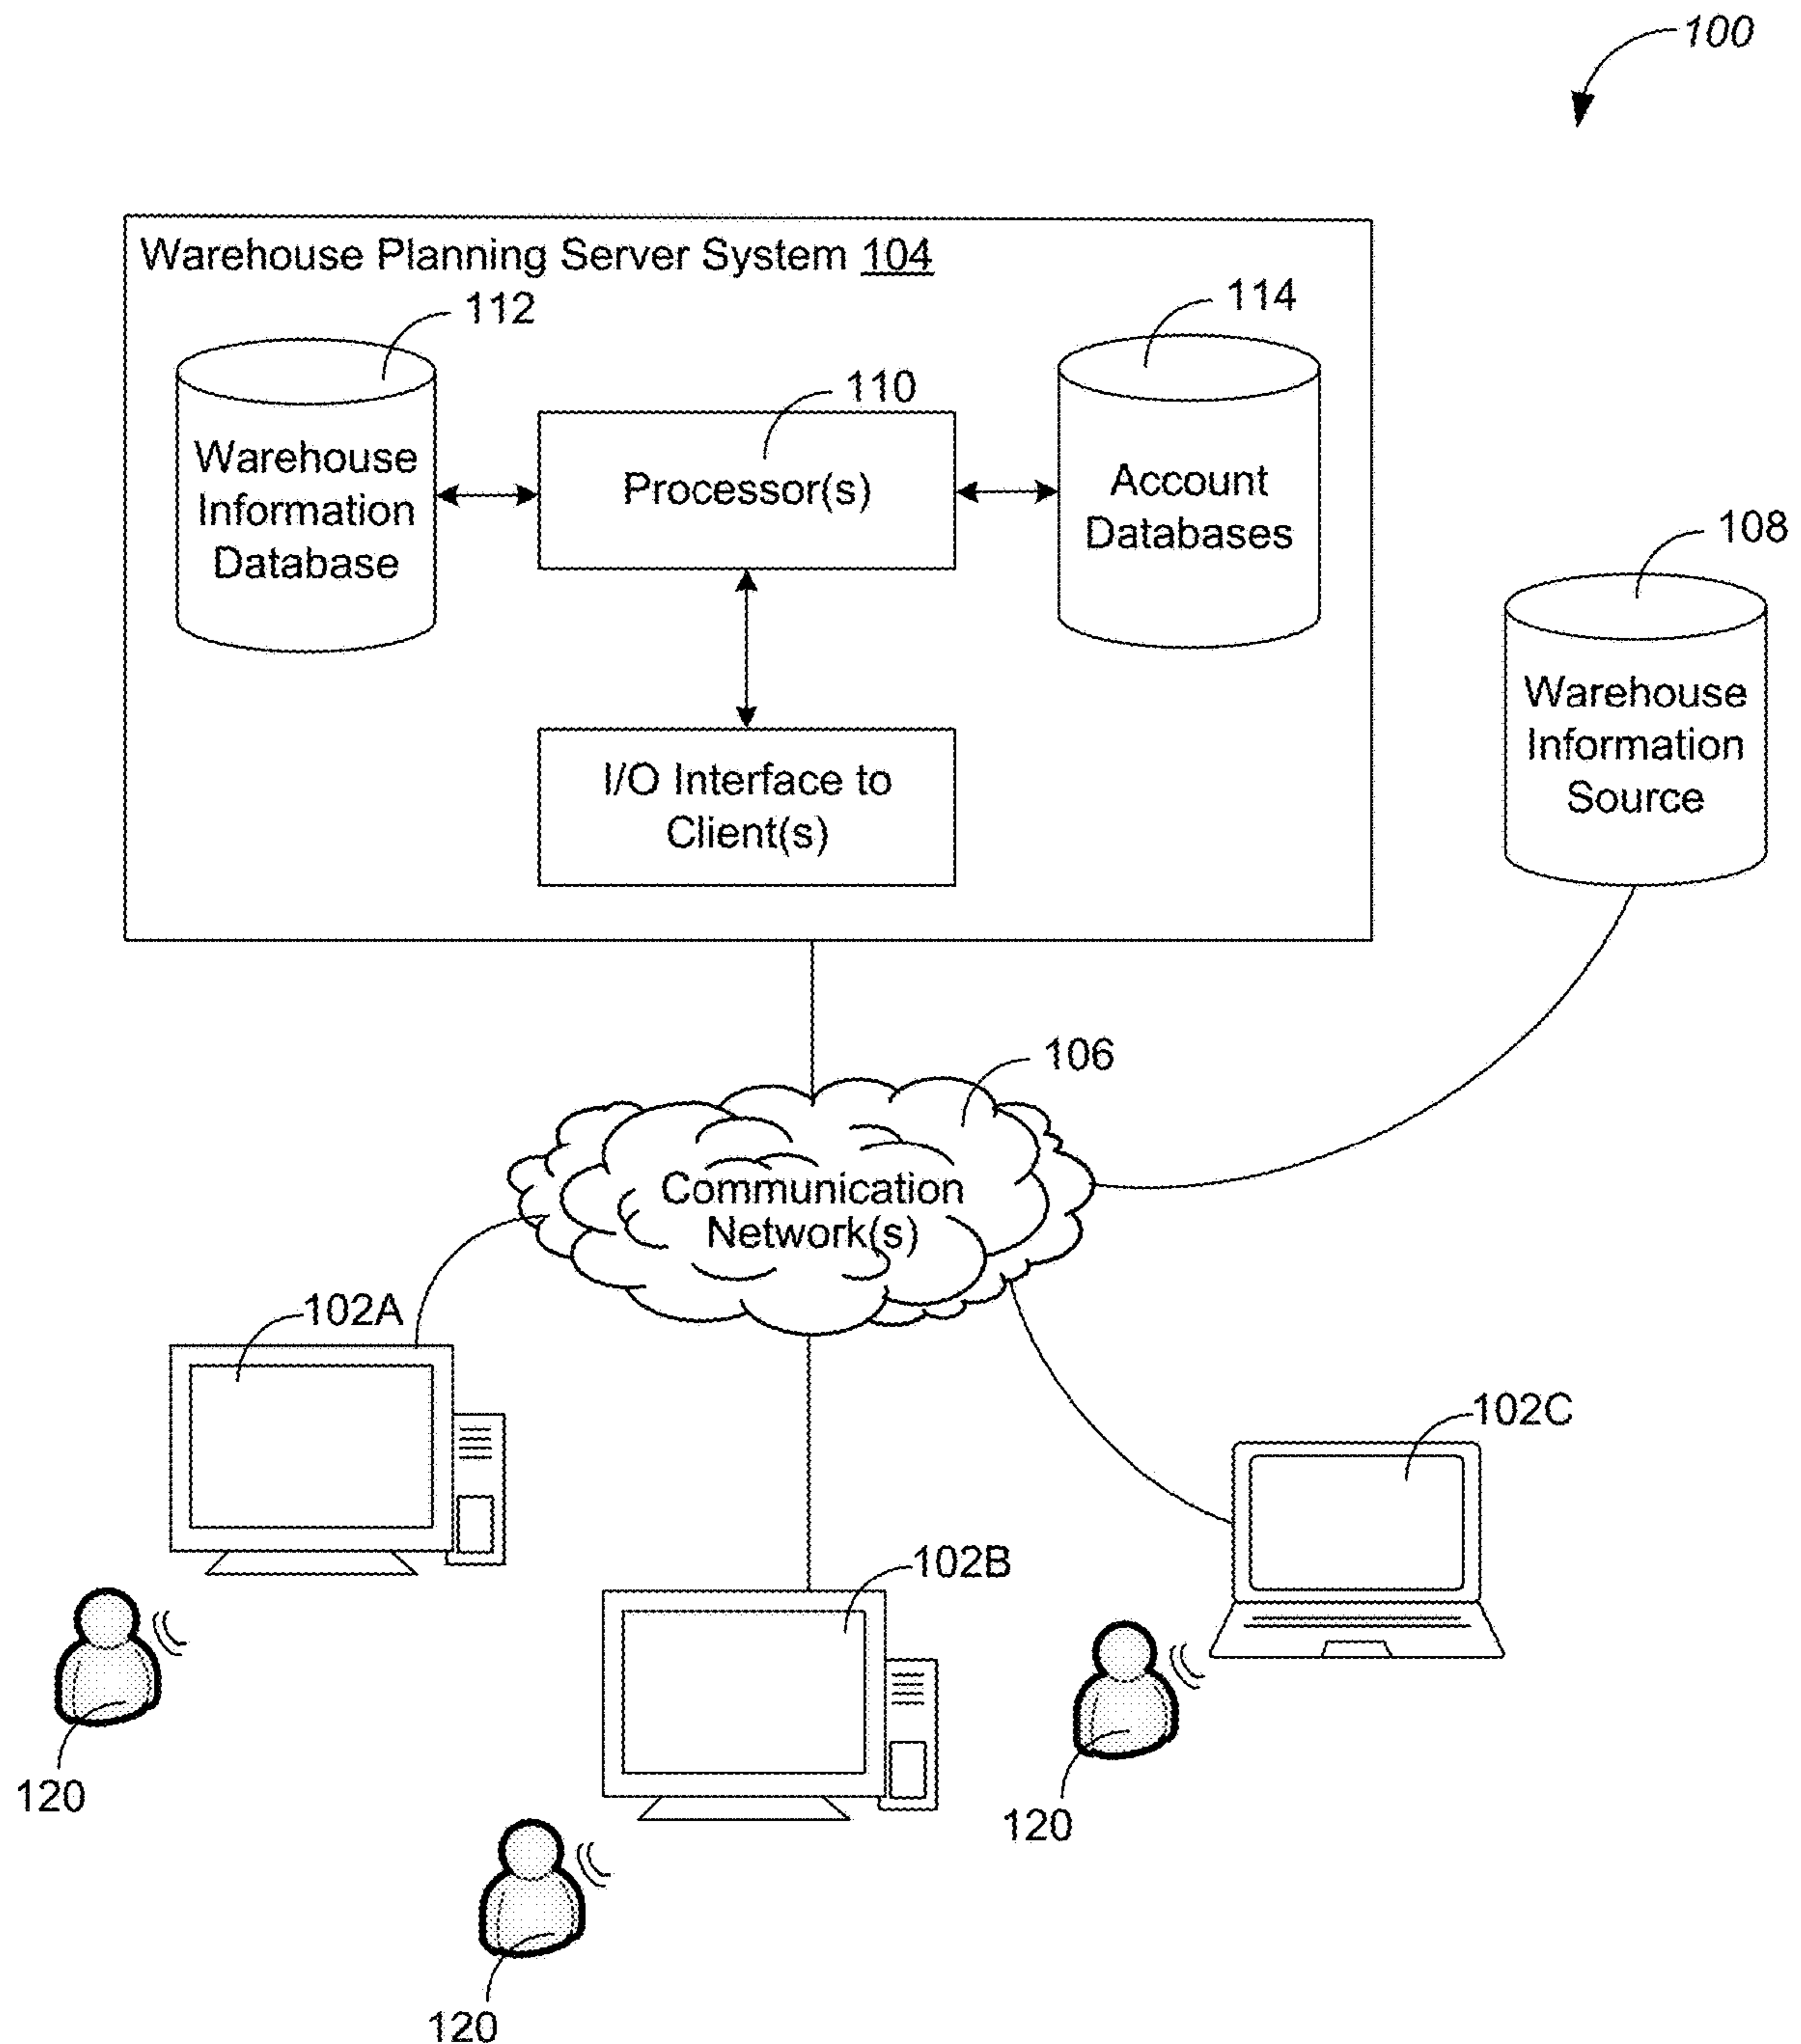 100
Warehouse Planning Server System 104
112
114
110
Warehouse
Information
Database
Processor(s)
Account
Databases
108
Warehouse
Information
Source
I/O Interface to
Client(s)
106
Communication
Network(s)
102A
102C
102B
120
120
120